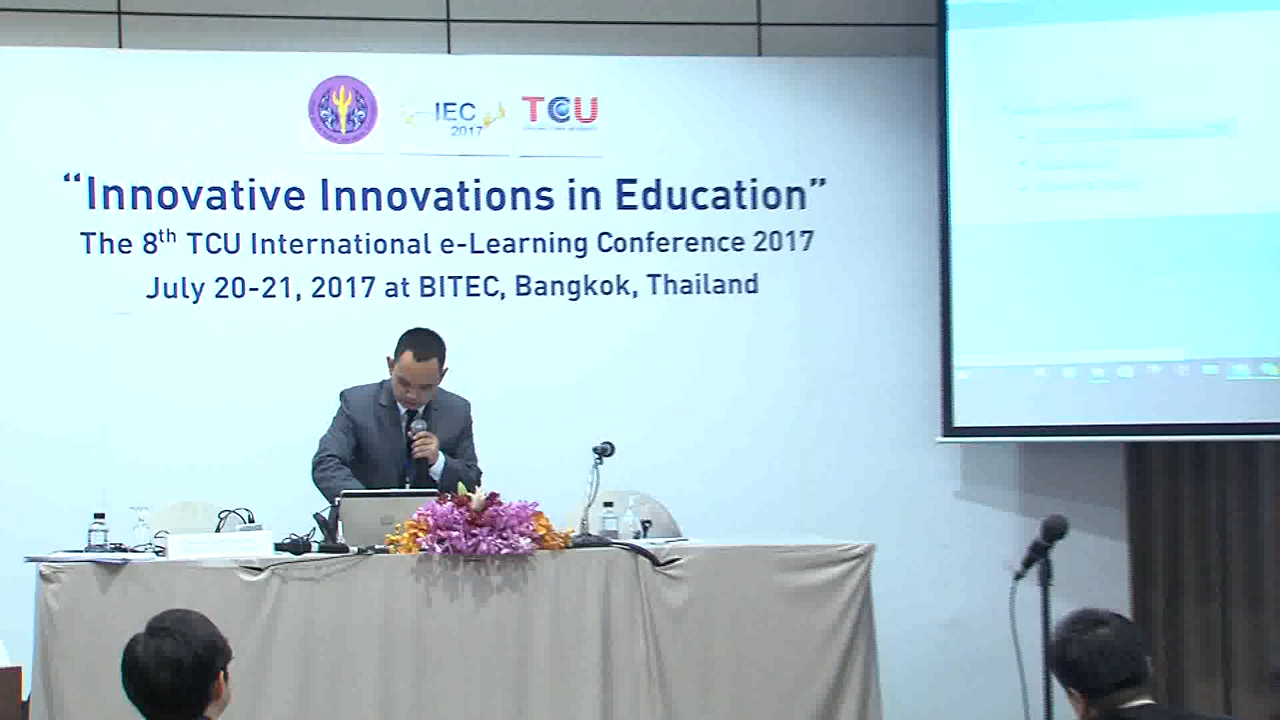 IEC
2017
TCU
“Innovative Innovations in Education”
The 8th TCU International e-Learning Conference 2017
July 20-21, 2017 at BITEC, Bangkok, Thailand